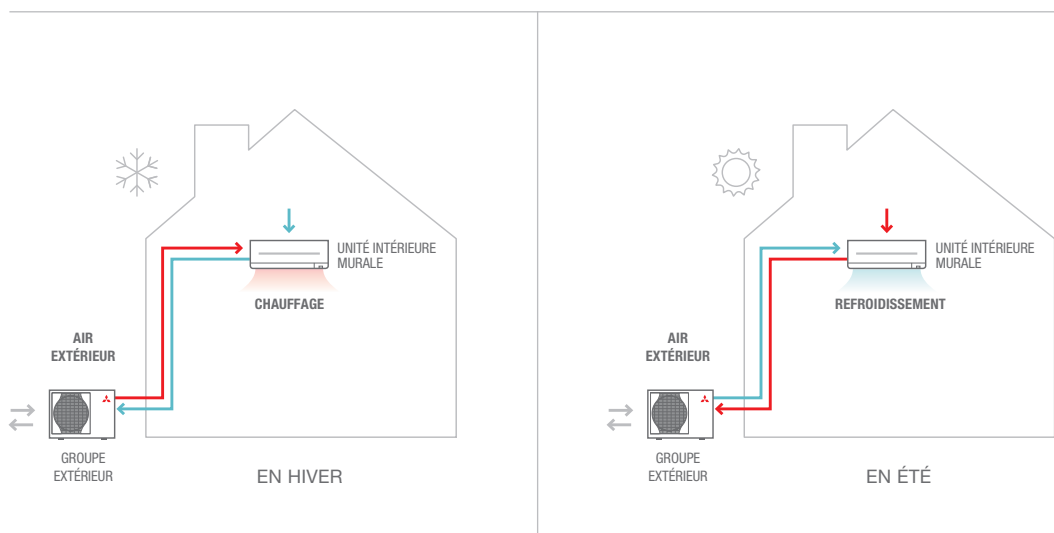 UNITÉ INTÉRIEURE
MURALE
CHAUFFAGE
AIR
EXTÉRIEUR
GROUPE
EXTÉRIEUR
EN HIVER
UNITÉ INTÉRIEURE
MURALE
REFROIDISSEMENT
AIR
EXTÉRIEUR
GROUPE
EXTÉRIEUR
EN ÉTÉ